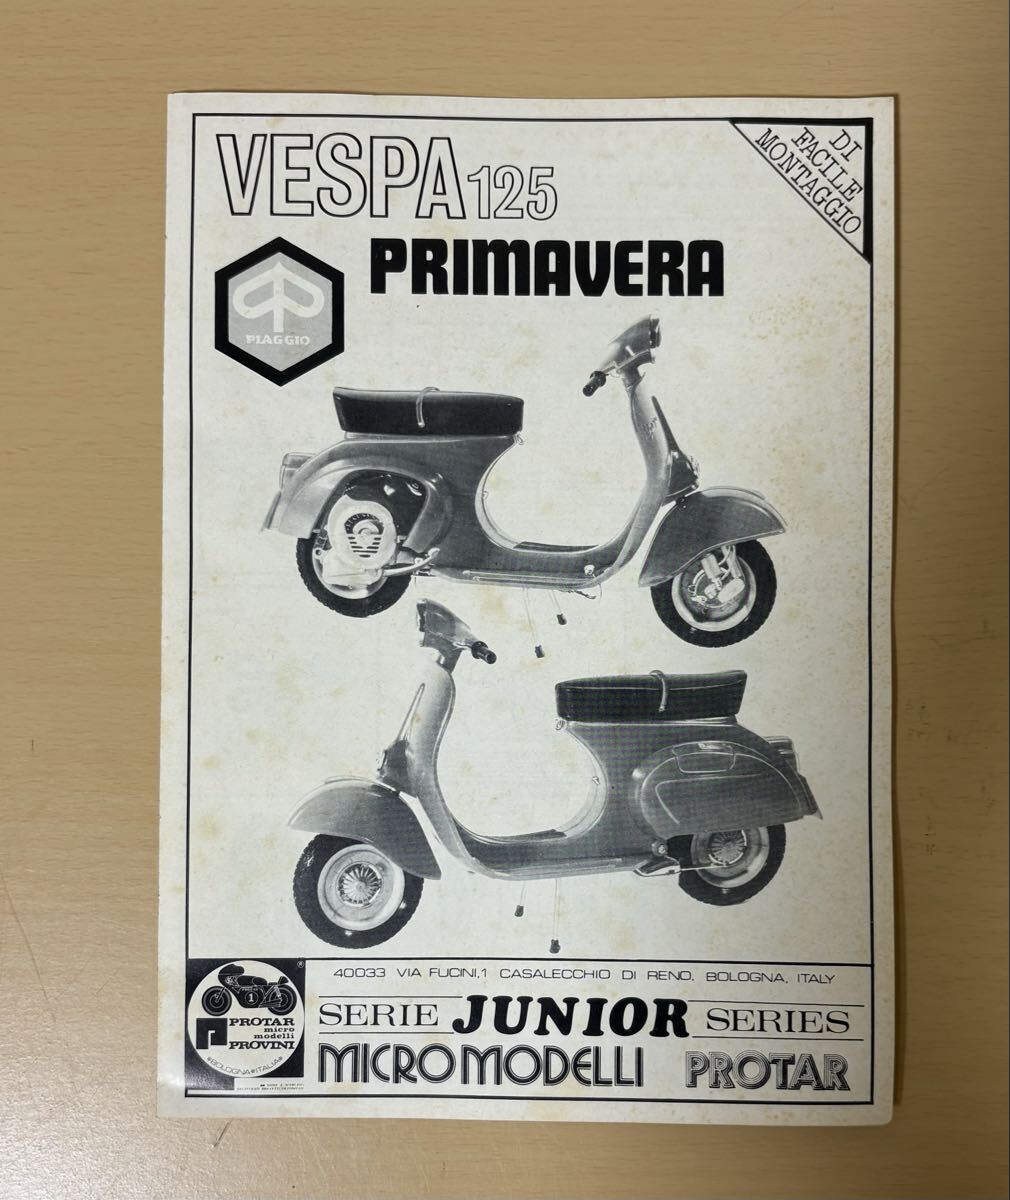 VESPA 125
PRIMAVERA
DI
FACILE
MONTAGGIO
PIAGGIO
40033 VIA FUCINI,1 CASALECCHIO DI RENO. BOLOGNA, ITALY
SERIE JUNIOR SERIES
MICROMODELLI PROTAR
®
1
PROTAR
micro
modelli
PROVINI
*BOLOGNA*ITALIA*